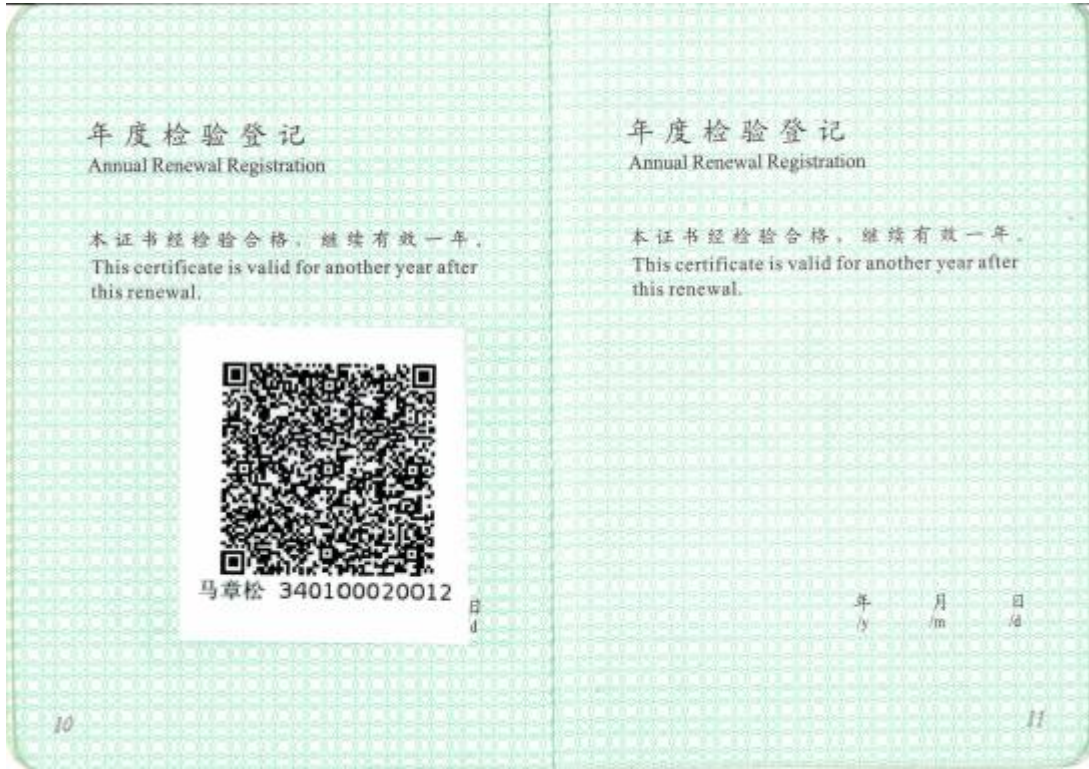 年度检验登记
Annual Renewal Registration
本证书经检验合格，继续有效一年。
This certificate is valid for another year after
this renewal.
马章松 340100020012
日
/d
10
年度检验登记
Annual Renewal Registration
本证书经检验合格，继续有效一年。
This certificate is valid for another year after
this renewal.
年 月 日
/y /m /d
11